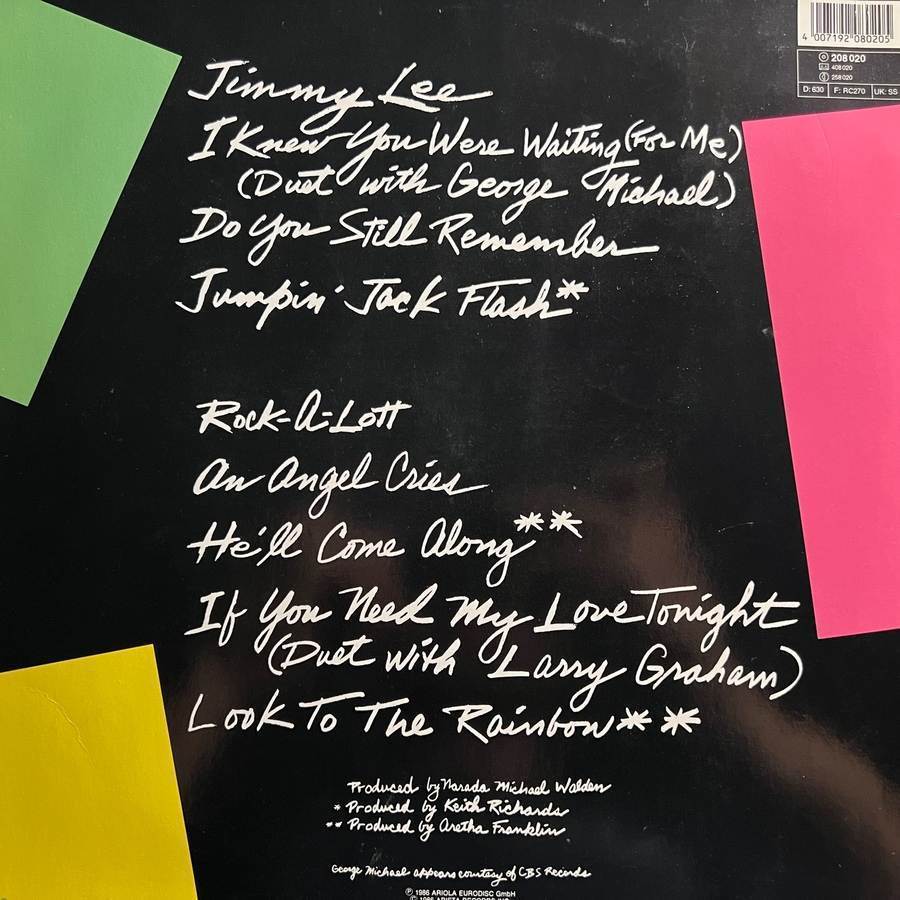 4 007192 080205
208 020
408 020
258 020
D: 630 F: RC270 UK: SS
Jimmy Lee
I Knew You Were Waiting (For Me)
(Duet with George Michael)
Do You Still Remember
Jumpin' Jack Flash*
Rock-A-Lott
An Angel Cries
He'll Come Along**
If You Need My Love Tonight
(Duet with Larry Graham)
Look To The Rainbow**
Produced by Narada Michael Walden
* Produced by Keith Richards
** Produced by Aretha Franklin
George Michael appears courtesy of CBS Records
℗ 1986 ARIOLA EURODISC GmbH
© 1986 ARISTA RECORDS INC.